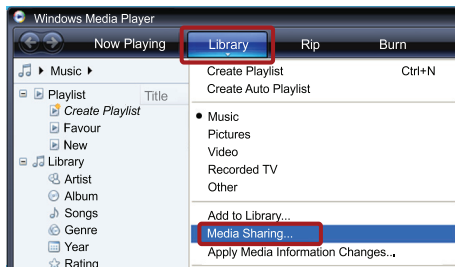 Windows Media Player
Now Playing Library Rip Burn
Music
Playlist Title
Create Playlist
Favour
New
Library
Artist
Album
Songs
Genre
Year
Rating
Create Playlist Ctrl+N
Create Auto Playlist
Music
Pictures
Video
Recorded TV
Other
Add to Library...
Media Sharing...
Apply Media Information Changes...